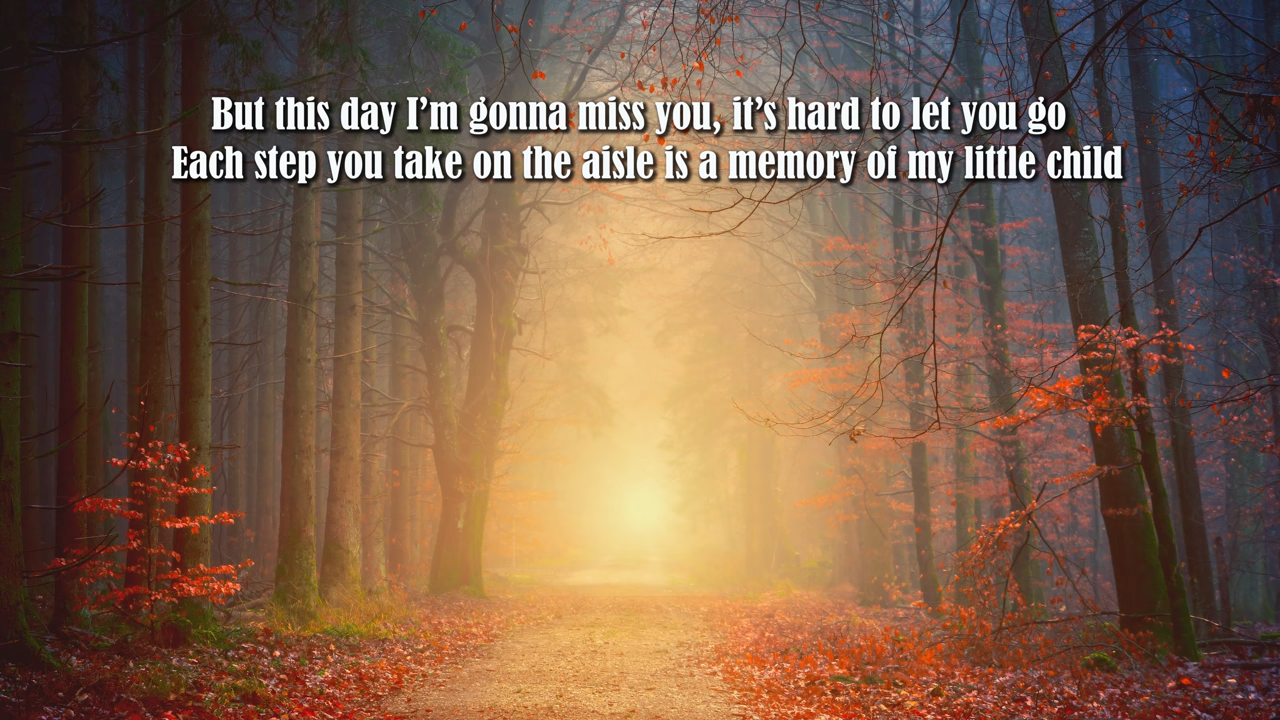 But this day I’m gonna miss you, it’s hard to let you go
Each step you take on the aisle is a memory of my little child